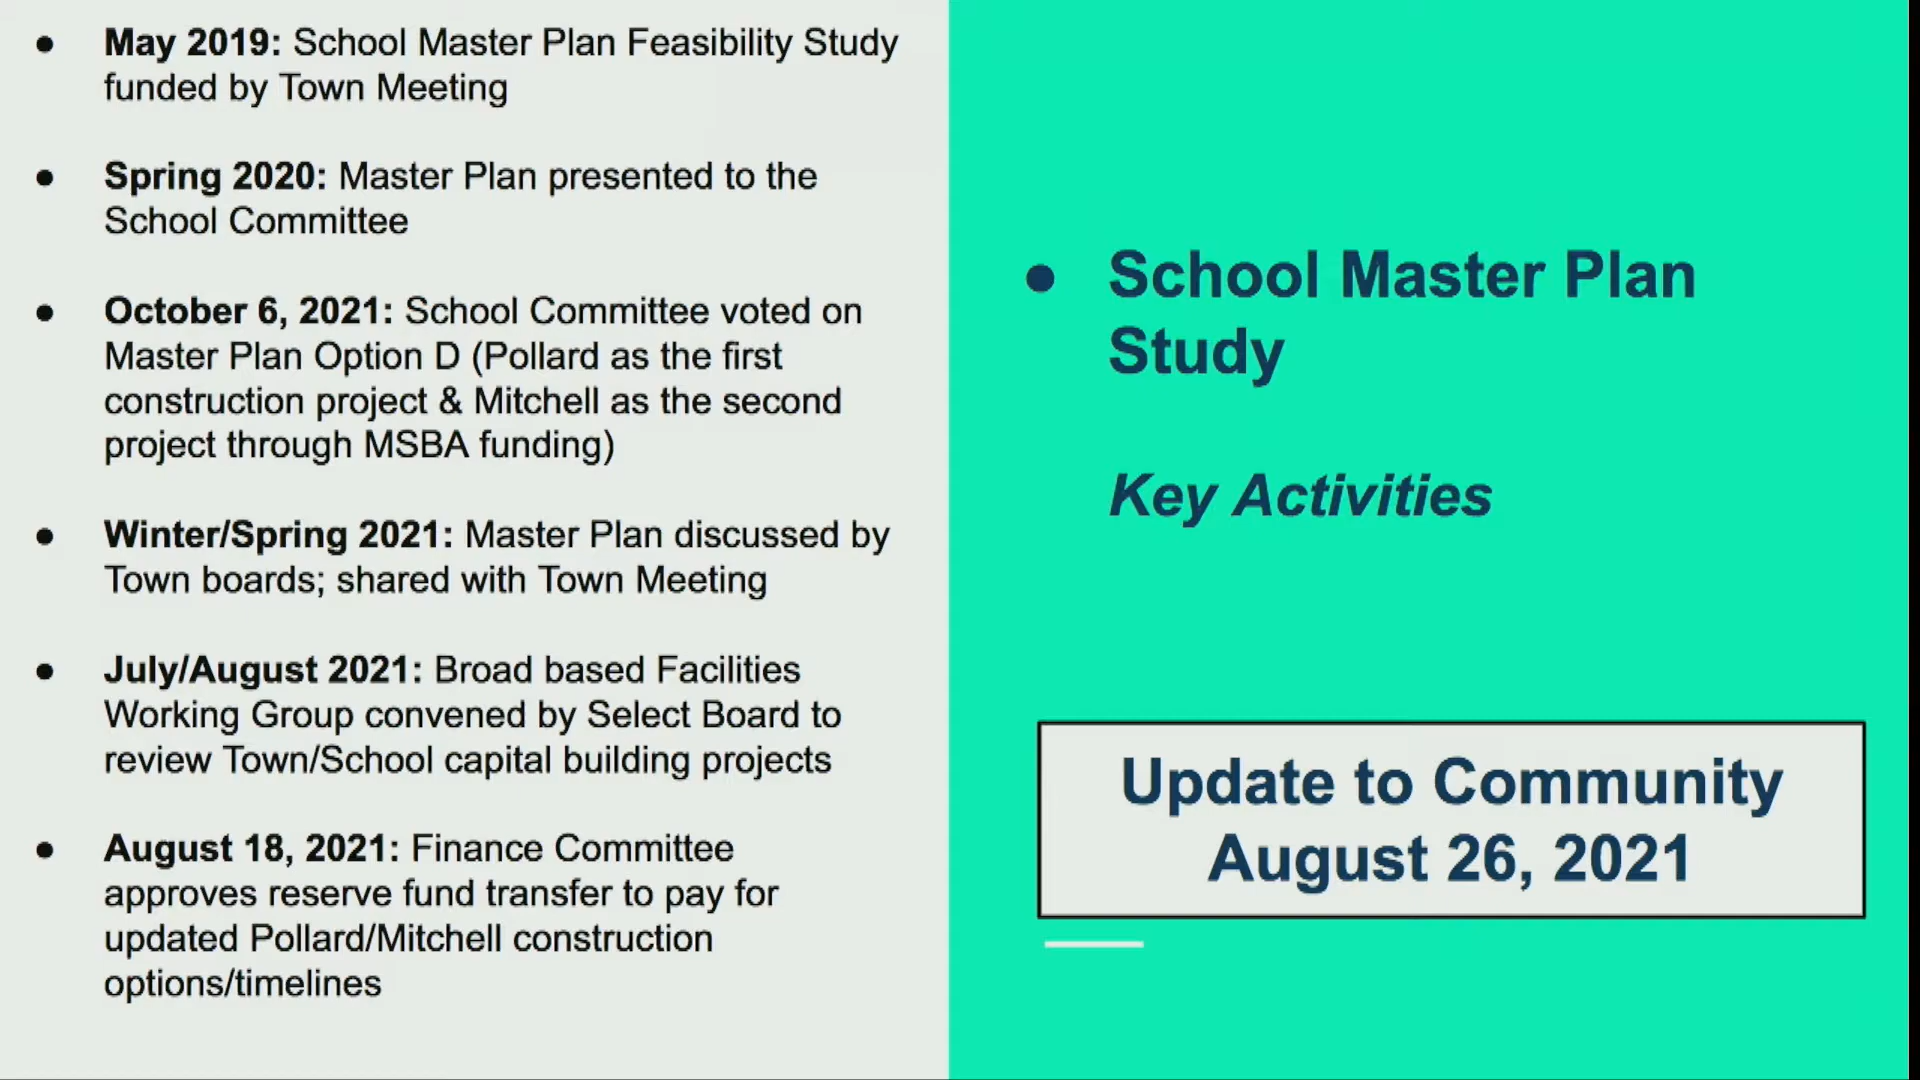 ● May 2019: School Master Plan Feasibility Study
funded by Town Meeting
● Spring 2020: Master Plan presented to the
School Committee
● October 6, 2021: School Committee voted on
Master Plan Option D (Pollard as the first
construction project & Mitchell as the second
project through MSBA funding)
● Winter/Spring 2021: Master Plan discussed by
Town boards; shared with Town Meeting
● July/August 2021: Broad based Facilities
Working Group convened by Select Board to
review Town/School capital building projects
● August 18, 2021: Finance Committee
approves reserve fund transfer to pay for
updated Pollard/Mitchell construction
options/timelines
● School Master Plan
Study
Key Activities
Update to Community
August 26, 2021